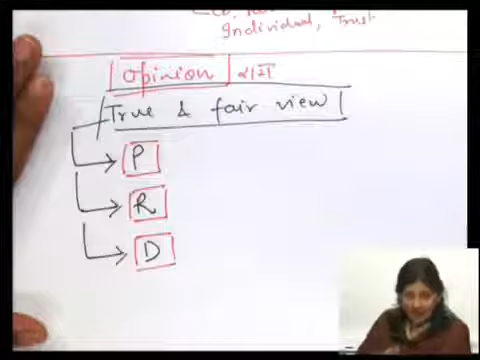 Individual, Trust
Opinion राय
True & fair view
P
R
D